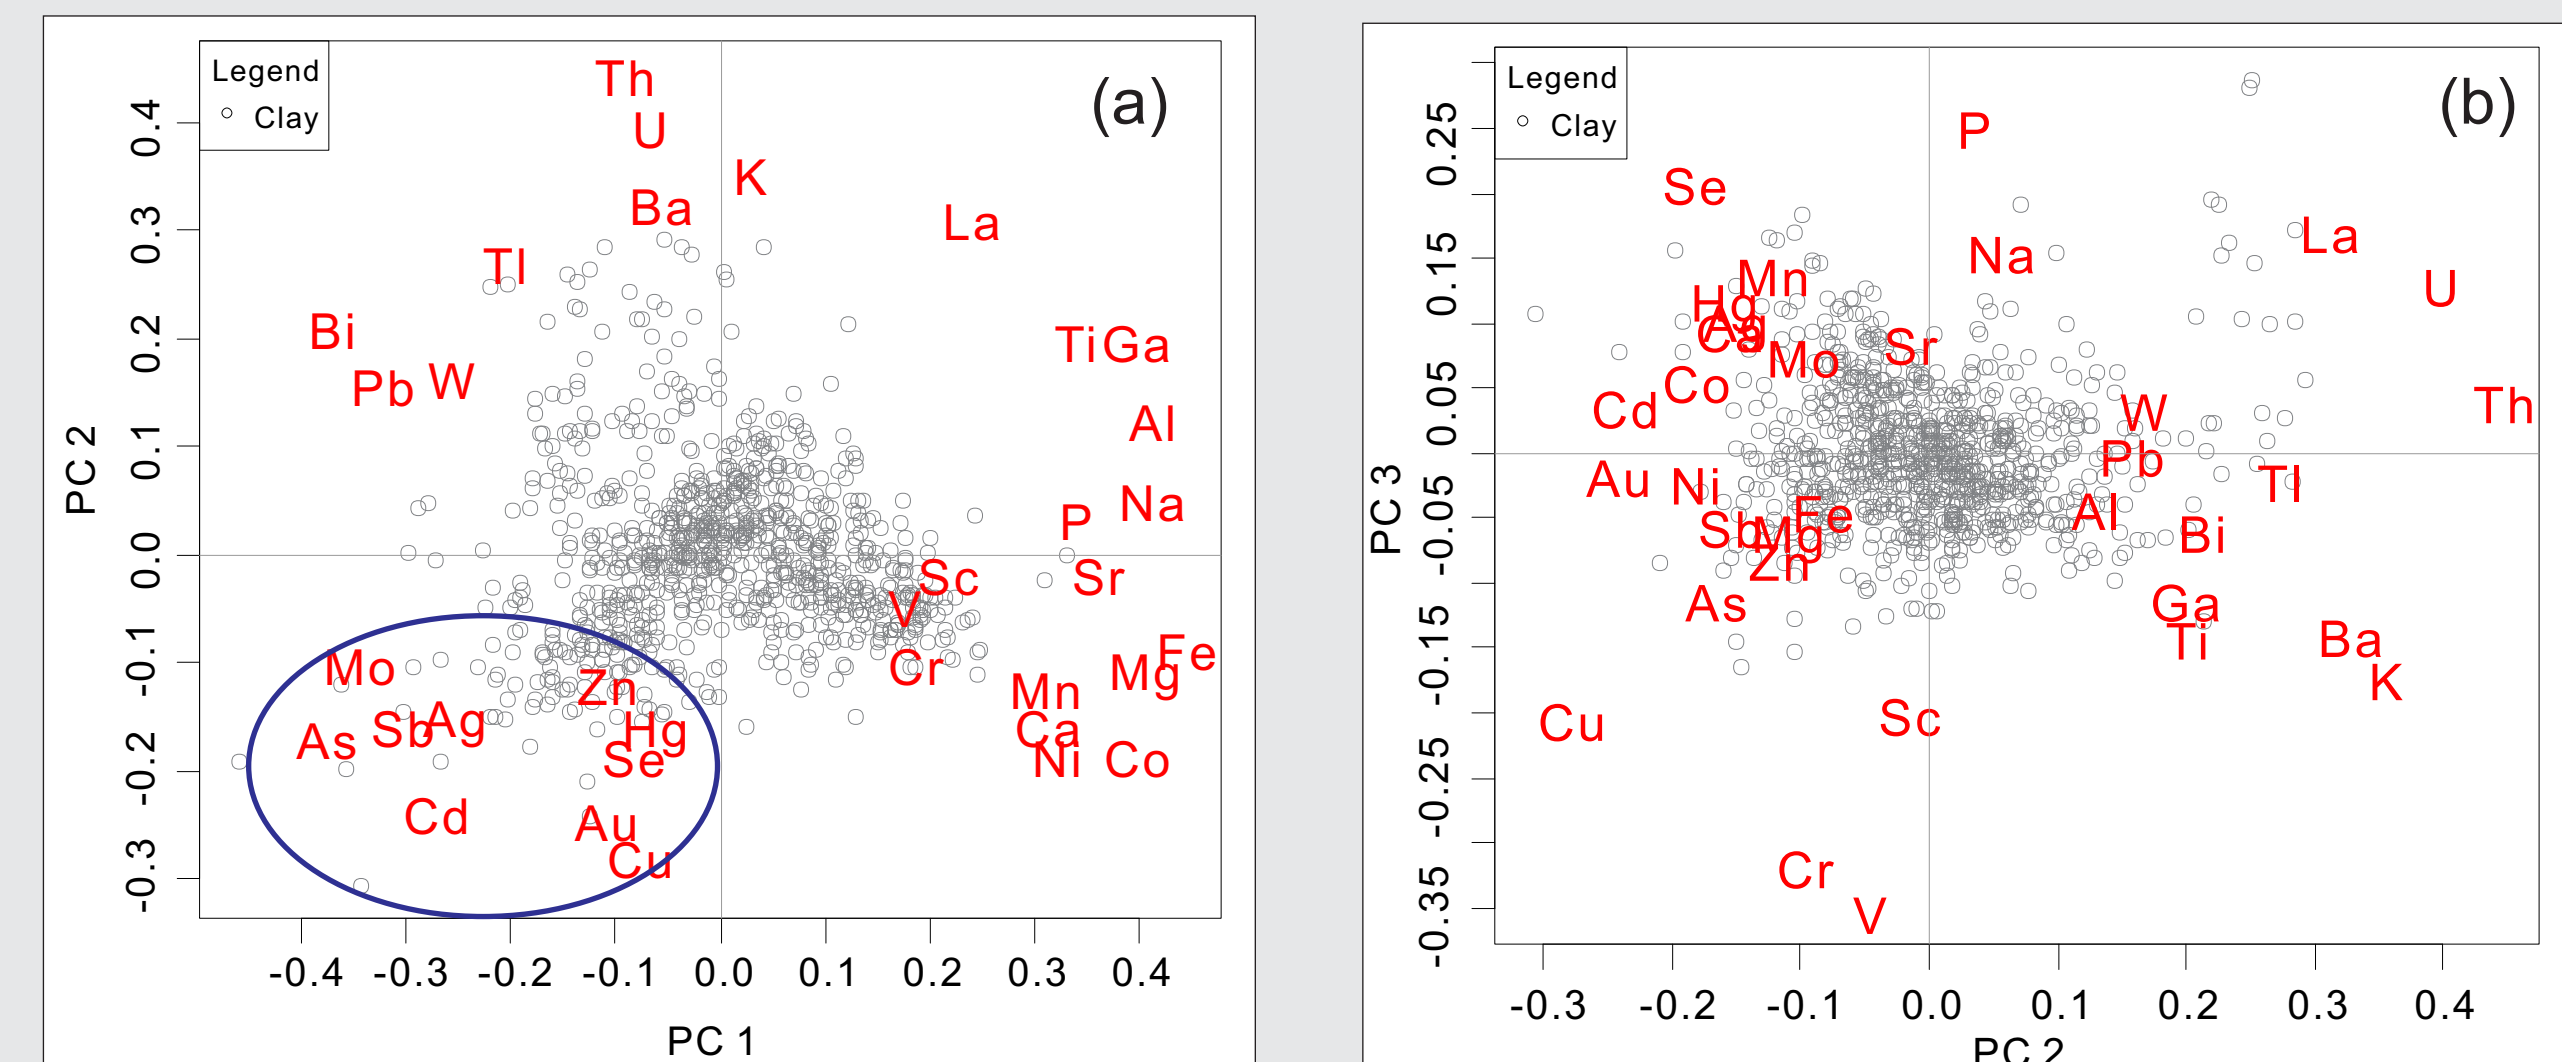 Legend
Clay
(a)
Th
U
K
Ba
La
Tl
Bi
Ti Ga
Pb W
Al
Na
P
Sc
Sr
V
Fe
Mo
Cr
Mg
Zn
Mn
Sb Ag
Hg
Ca
As
Se
Ni
Co
Cd
Au
Cu
PC 2
0.4
0.3
0.2
0.1
0.0
-0.1
-0.2
-0.3
-0.4 -0.3 -0.2 -0.1 0.0 0.1 0.2 0.3 0.4
PC 1
Legend
Clay
(b)
P
Se
La
Na
Mn
U
Hg
Ag
Ca
Sr
Mo
Co
Cd
W
Th
Pb
Au
Ni
Tl
Fe
Al
Sb
Mg
Bi
Zn
As
Ga
Ti
Ba
K
Cu
Sc
Cr
V
PC 3
0.25
0.15
0.05
-0.05
-0.15
-0.25
-0.35
-0.3 -0.2 -0.1 0.0 0.1 0.2 0.3 0.4
PC 2